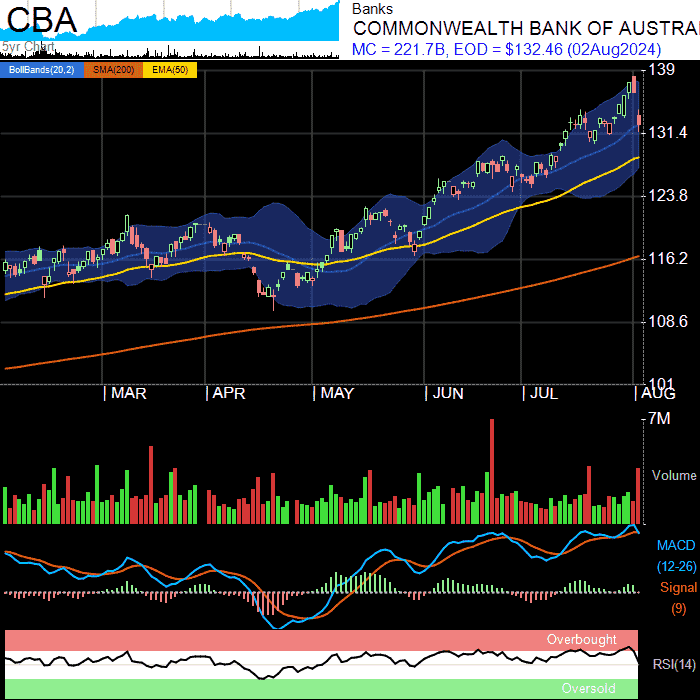 CBA
5yr Chart
Banks
COMMONWEALTH BANK OF AUSTRA
MC = 221.7B, EOD = $132.46 (02Aug2024)
BollBands(20,2) SMA(200) EMA(50)
139
131.4
123.8
116.2
108.6
101
MAR APR MAY JUN JUL AUG
7M
Volume
MACD
(12-26)
Signal
(9)
Overbought
RSI(14)
Oversold